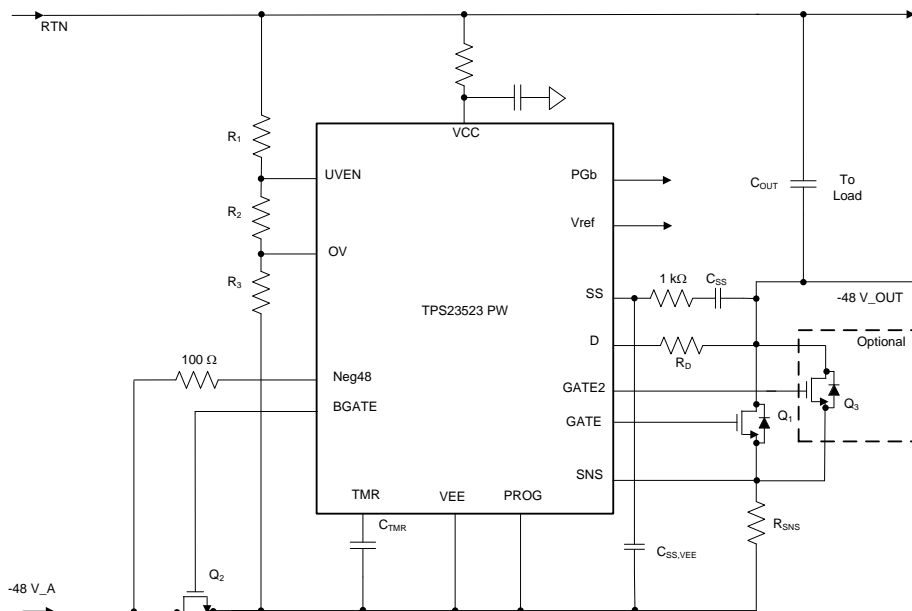 RTN
VCC
R1
UVEN
PGb
COUT
To
Load
R2
Vref
OV
R3
SS
1 kΩ
CSS
-48 V_OUT
TPS23523 PW
D
RD
Optional
100 Ω
Neg48
GATE2
BGATE
Q3
GATE
Q1
SNS
TMR
VEE
PROG
CTMR
RSNS
CSS,VEE
Q2
-48 V_A